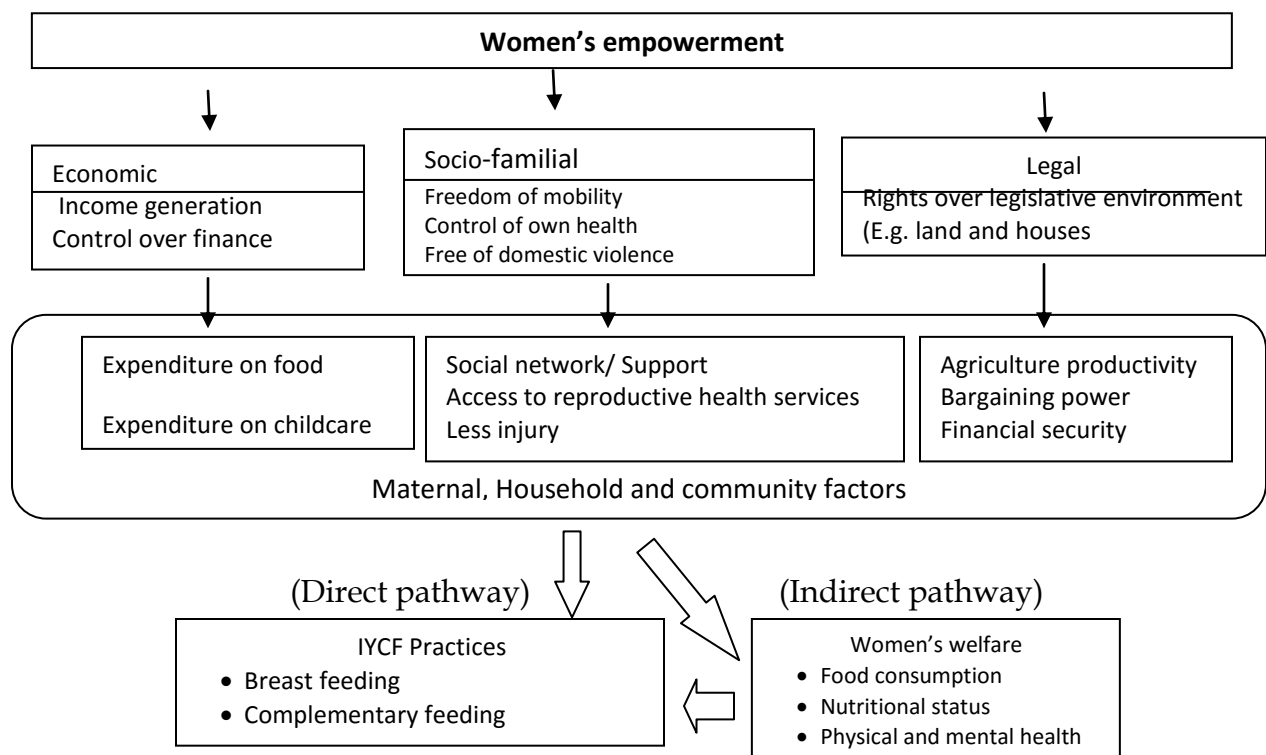 Women’s empowerment
Economic
Income generation
Control over finance
Socio-familial
Freedom of mobility
Control of own health
Free of domestic violence
Legal
Rights over legislative environment
(E.g. land and houses
Expenditure on food
Expenditure on childcare
Social network/ Support
Access to reproductive health services
Less injury
Agriculture productivity
Bargaining power
Financial security
Maternal, Household and community factors
(Direct pathway)
(Indirect pathway)
IYCF Practices
• Breast feeding
• Complementary feeding
Women’s welfare
• Food consumption
• Nutritional status
• Physical and mental health